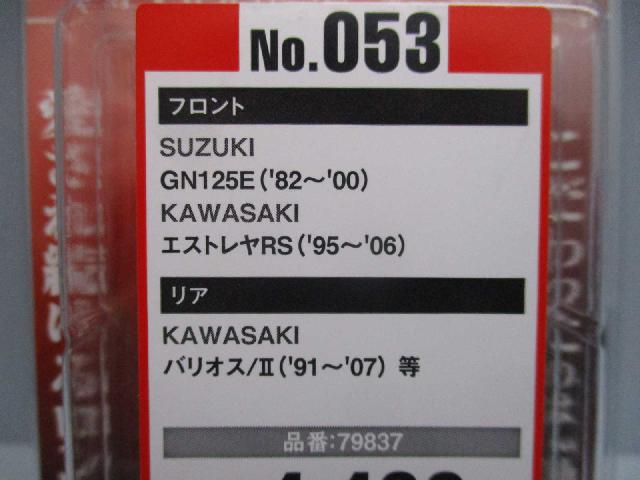 No.053
フロント
SUZUKI
GN125E('82～'00)
KAWASAKI
エストレヤRS('95～'06)
リア
KAWASAKI
バリオス/Ⅱ('91～'07) 等
品番:79837